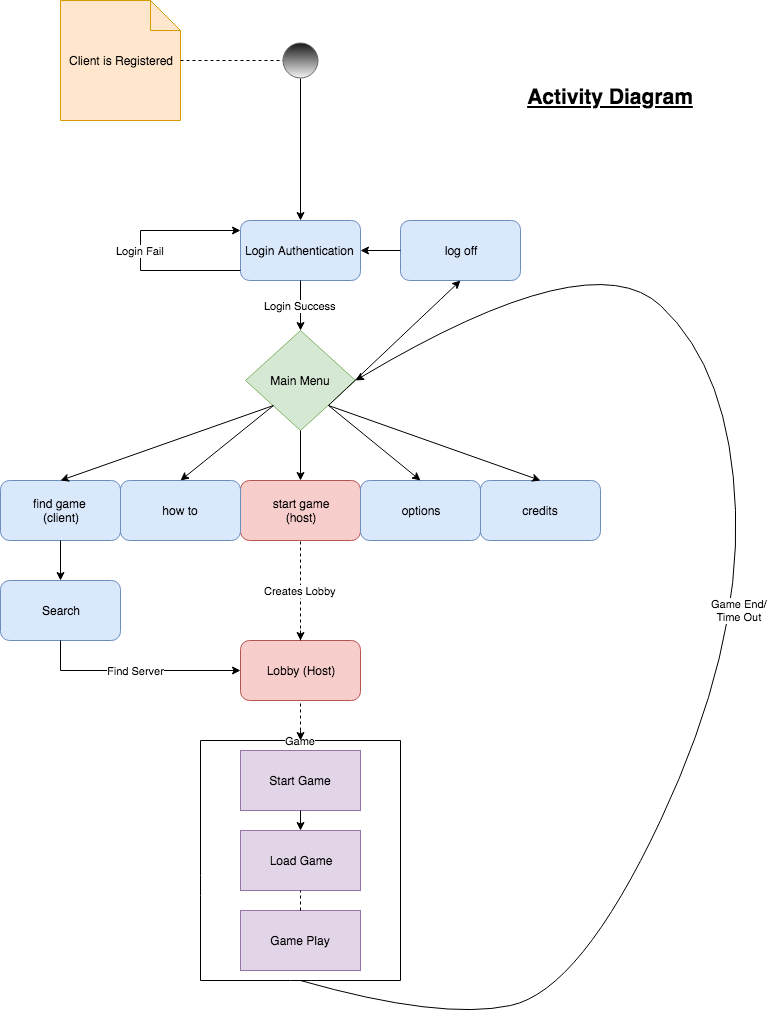 Client is Registered
Activity Diagram
Login Fail
Login Authentication
log off
Login Success
Main Menu
find game
(client)
how to
start game
(host)
options
credits
Creates Lobby
Search
Game End/
Time Out
Find Server
Lobby (Host)
Game
Start Game
Load Game
Game Play